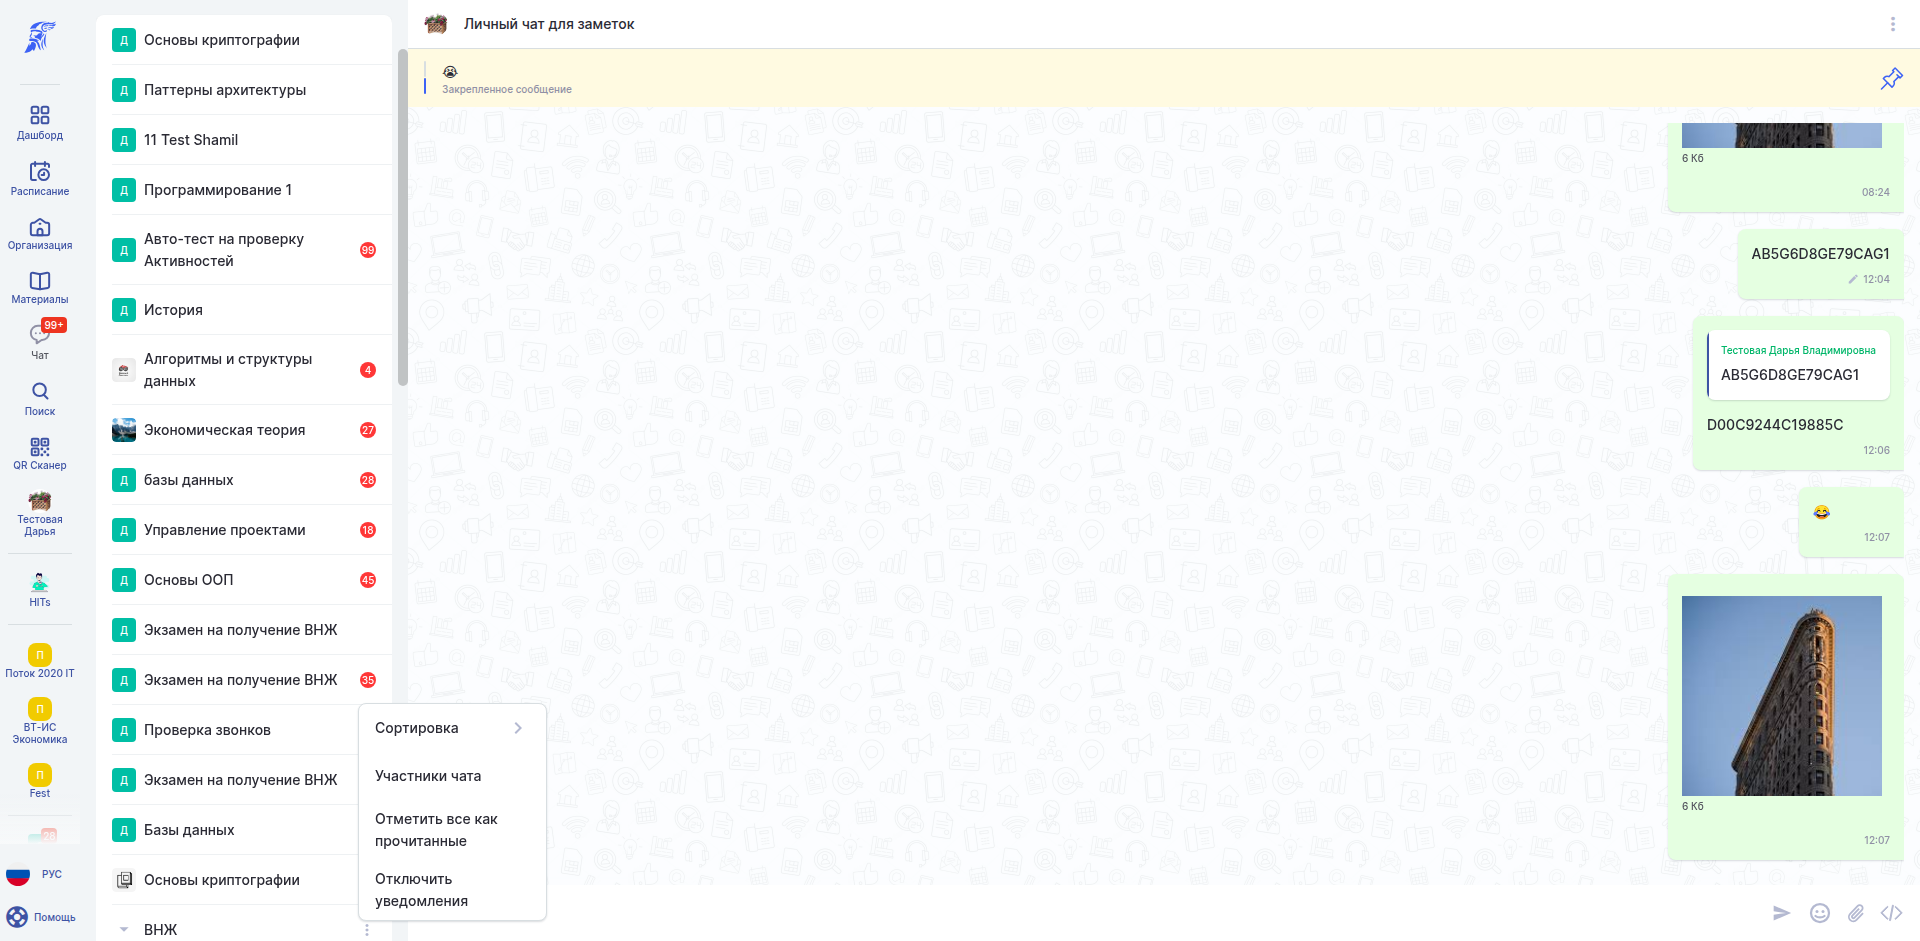 Дашборд
Расписание
Организация
Материалы
99+
Чат
Поиск
QR Сканер
Тестовая
Дарья
HITs
П
Поток 2020 IT
П
ВТ-ИС
Экономика
П
Fest
28
РУС
Помощь
Д Основы криптографии
Д Паттерны архитектуры
Д 11 Test Shamil
Д Программирование 1
Д Авто-тест на проверку
Активностей 99
Д История
Алгоритмы и структуры
данных 4
Экономическая теория 27
Д базы данных 28
Д Управление проектами 18
Д Основы ООП 45
Д Экзамен на получение ВНЖ
Д Экзамен на получение ВНЖ 35
Д Проверка звонков
Д Экзамен на получение ВНЖ
Д Базы данных
Основы криптографии
ВНЖ
Сортировка
Участники чата
Отметить все как
прочитанные
Отключить
уведомления
Личный чат для заметок
Закрепленное сообщение
6 Кб
08:24
AB5G6D8GE79CAG1
12:04
Тестовая Дарья Владимировна
AB5G6D8GE79CAG1
D00C9244C19885C
12:06
12:07
6 Кб
12:07